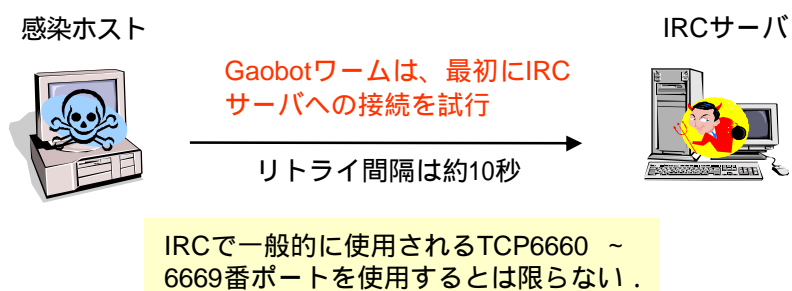 感染ホスト
IRCサーバ
Gaobotワームは、最初にIRC
サーバへの接続を試行
リトライ間隔は約10秒
IRCで一般的に使用されるTCP6660 ~
6669番ポートを使用するとは限らない .